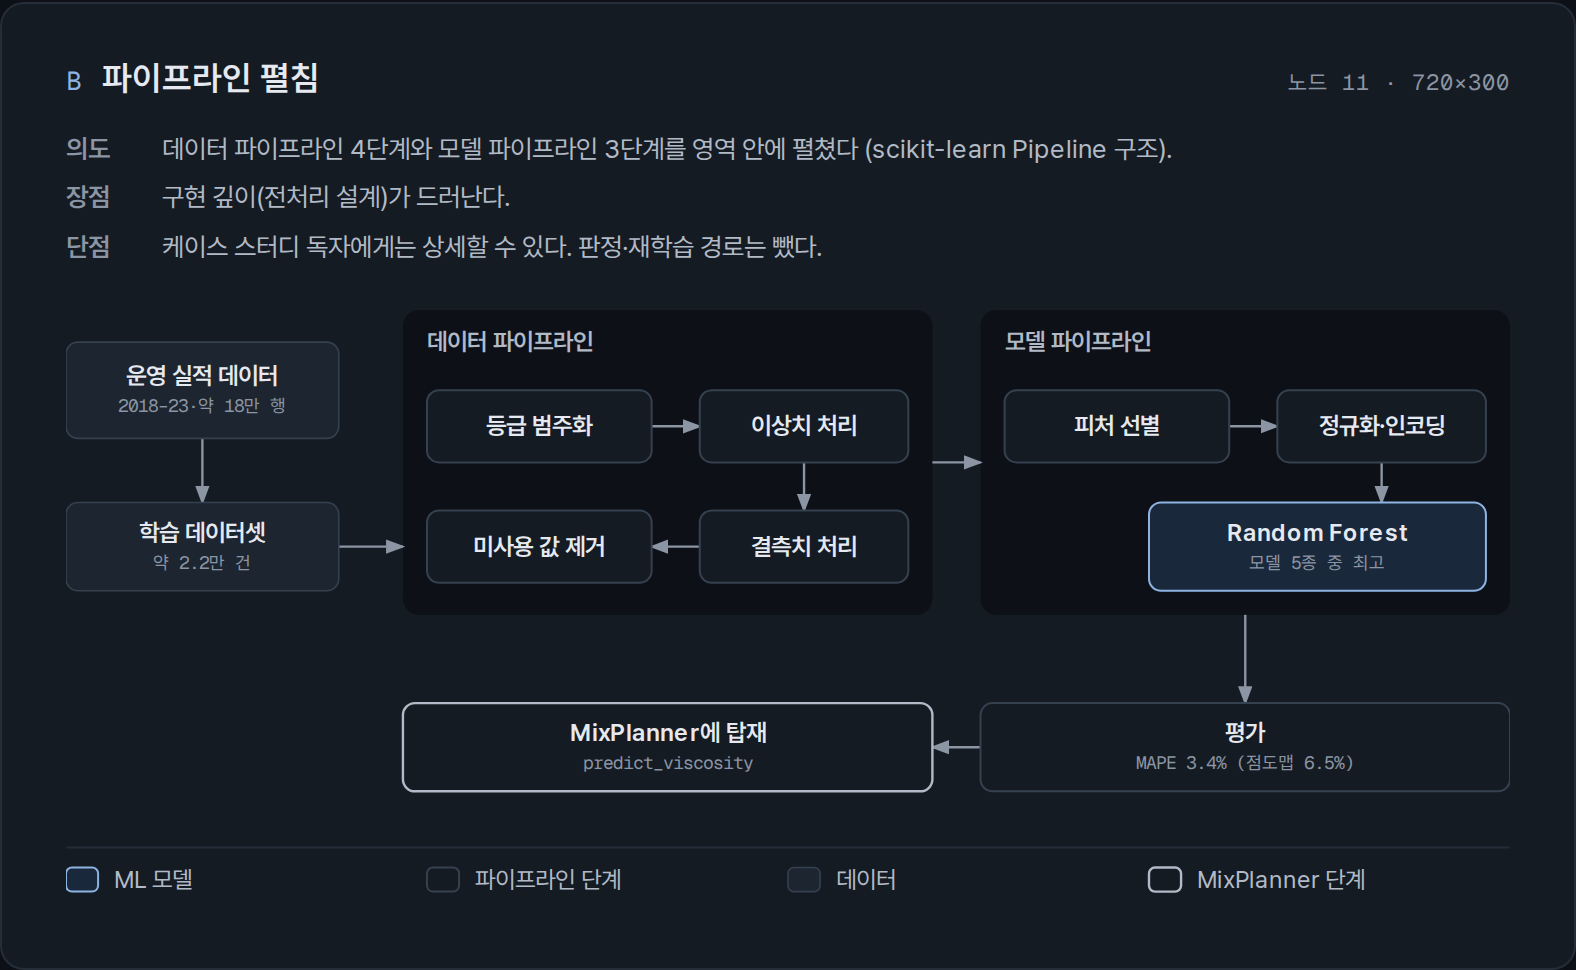 B 파이프라인 펼침
노드 11 · 720×300
의도 데이터 파이프라인 4단계와 모델 파이프라인 3단계를 영역 안에 펼쳤다 (scikit-learn Pipeline 구조).
장점 구현 깊이(전처리 설계)가 드러난다.
단점 케이스 스터디 독자에게는 상세할 수 있다. 판정·재학습 경로는 뺐다.
운영 실적 데이터
2018–23·약 18만 행
학습 데이터셋
약 2.2만 건
데이터 파이프라인
등급 범주화
이상치 처리
미사용 값 제거
결측치 처리
모델 파이프라인
피처 선별
정규화·인코딩
Random Forest
모델 5종 중 최고
MixPlanner에 탑재
predict_viscosity
평가
MAPE 3.4% (점도맵 6.5%)
ML 모델
파이프라인 단계
데이터
MixPlanner 단계